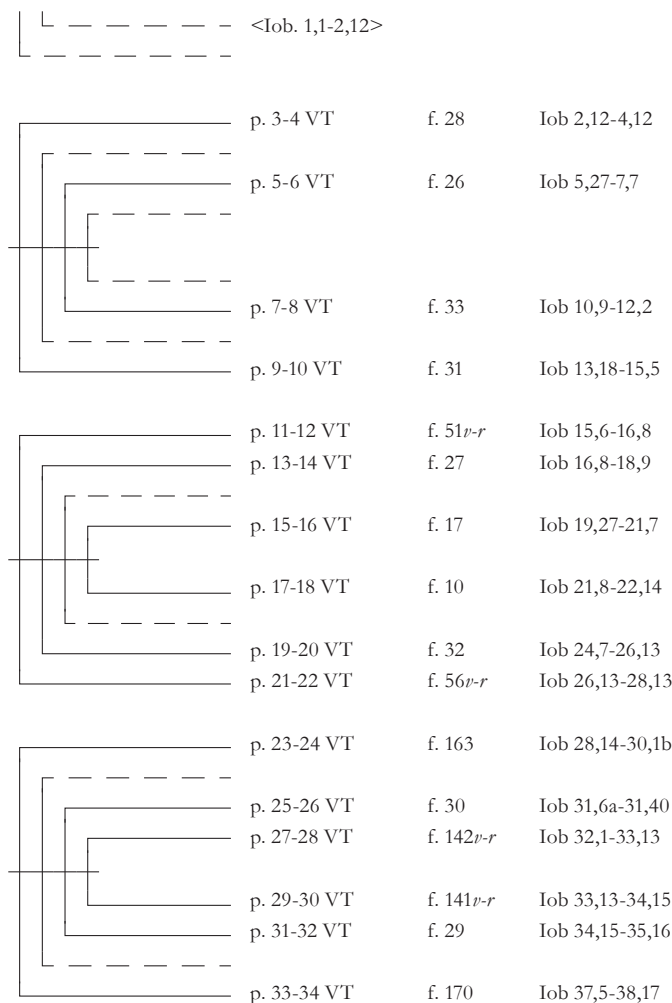 <Iob. 1,1-2,12>
p. 3-4 VT f. 28 Iob 2,12-4,12
p. 5-6 VT f. 26 Iob 5,27-7,7
p. 7-8 VT f. 33 Iob 10,9-12,2
p. 9-10 VT f. 31 Iob 13,18-15,5
p. 11-12 VT f. 51v-r Iob 15,6-16,8
p. 13-14 VT f. 27 Iob 16,8-18,9
p. 15-16 VT f. 17 Iob 19,27-21,7
p. 17-18 VT f. 10 Iob 21,8-22,14
p. 19-20 VT f. 32 Iob 24,7-26,13
p. 21-22 VT f. 56v-r Iob 26,13-28,13
p. 23-24 VT f. 163 Iob 28,14-30,1b
p. 25-26 VT f. 30 Iob 31,6a-31,40
p. 27-28 VT f. 142v-r Iob 32,1-33,13
p. 29-30 VT f. 141v-r Iob 33,13-34,15
p. 31-32 VT f. 29 Iob 34,15-35,16
p. 33-34 VT f. 170 Iob 37,5-38,17